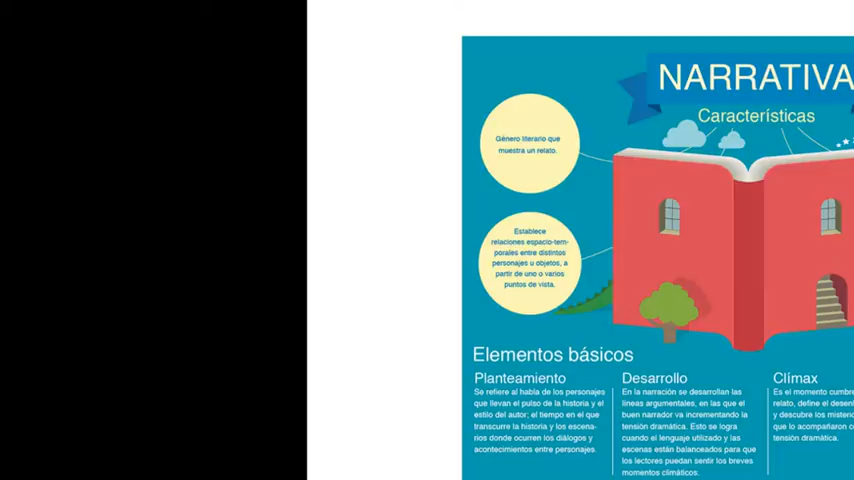 NARRATIVA
Características
Género literario que
muestra un relato.
Establece
relaciones espacio-tem-
porales entre distintos
personajes u objetos, a
partir de uno o varios
puntos de vista.
Elementos básicos
Planteamiento
Se refiere al habla de los personajes
que llevan el pulso de la historia y el
estilo del autor; el tiempo en el que
transcurre la historia y los escena-
rios donde ocurren los diálogos y
acontecimientos entre personajes.
Desarrollo
En la narración se desarrollan las
líneas argumentales, en las que el
buen narrador va incrementando la
tensión dramática. Esto se logra
cuando el lenguaje utilizado y las
escenas están balanceados para que
los lectores puedan sentir los breves
momentos climáticos.
Clímax
Es el momento cumbre
relato, define el
y descubre los
que lo acompañaron
tensión dramática.